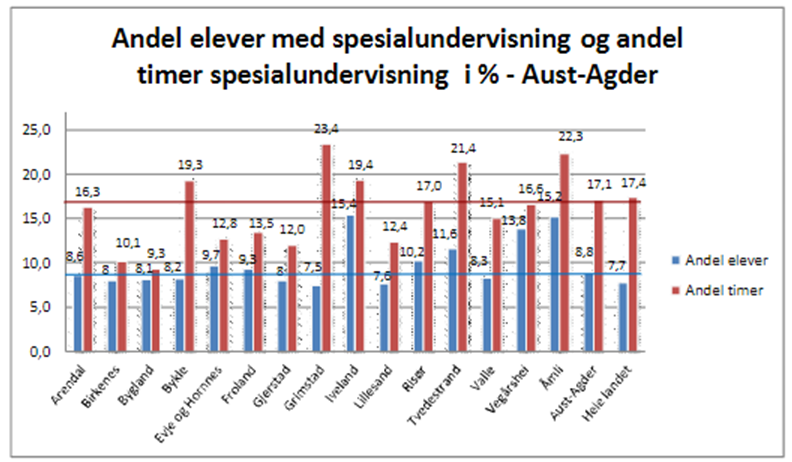 Andel elever med spesialundervisning og andel
timer spesialundervisning i % - Aust-Agder
25,0
20,0
15,0
10,0
5,0
0,0
8,6
16,3
8
10,1
8,1
9,3
8,2
19,3
9,7
12,8
9,3
13,5
8
12,0
7,5
23,4
15,4
19,4
7,6
12,4
10,2
17,0
11,6
21,4
8,3
15,1
13,8
16,6
15,2
22,3
8,8
17,1
7,7
17,4
Arendal
Birkenes
Bygland
Bykle
Evje og Hornnes
Froland
Gjerstad
Grimstad
Iveland
Lillesand
Risør
Tvedestrand
Valle
Vegårshei
Åmli
Aust-Agder
Hele landet
Andel elever
Andel timer